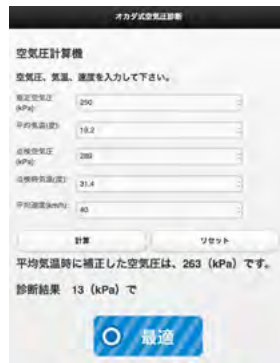 オカダ式空気圧診断
空気圧計算機
空気圧、気温、速度を入力して下さい。
指定空気圧
(kPa):
250
平均気温(度):
19.2
点検空気圧
(kPa):
289
点検時気温(度):
31.4
平均速度(km/h):
40
計算 リセット
平均気温時に補正した空気圧は、263（kPa）です。
診断結果 13（kPa）で
最適